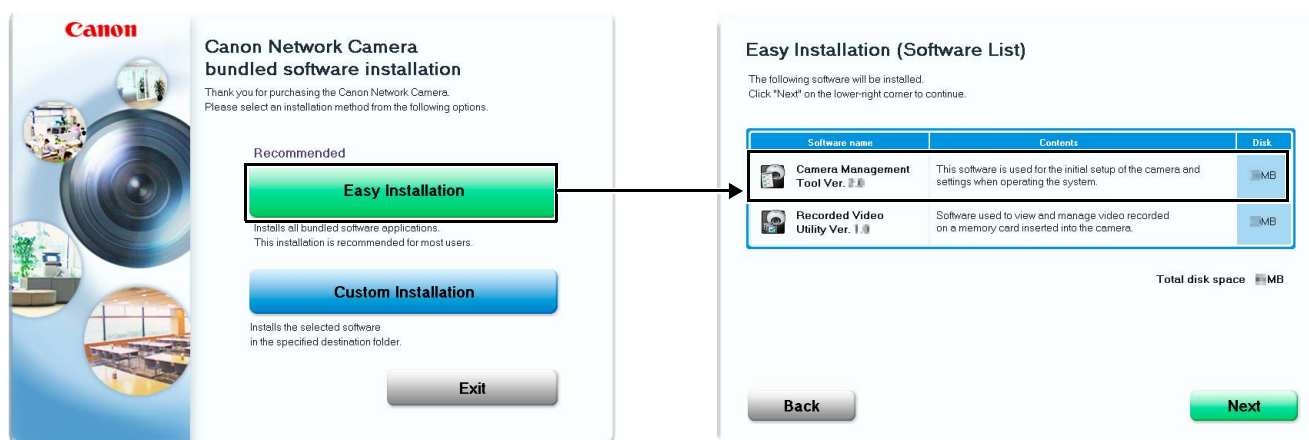 Canon
Canon Network Camera
bundled software installation
Thank you for purchasing the Canon Network Camera.
Please select an installation method from the following options.
Recommended
Easy Installation
Installs all bundled software applications.
This installation is recommended for most users.
Custom Installation
Installs the selected software
in the specified destination folder.
Exit
Easy Installation (Software List)
The following software will be installed.
Click "Next" on the lower-right corner to continue.
Software name Contents Disk
Camera Management
Tool Ver.
This software is used for the initial setup of the camera and
settings when operating the system.
MB
Recorded Video
Utility Ver.
Software used to view and manage video recorded
on a memory card inserted into the camera.
MB
Total disk space MB
Back
Next